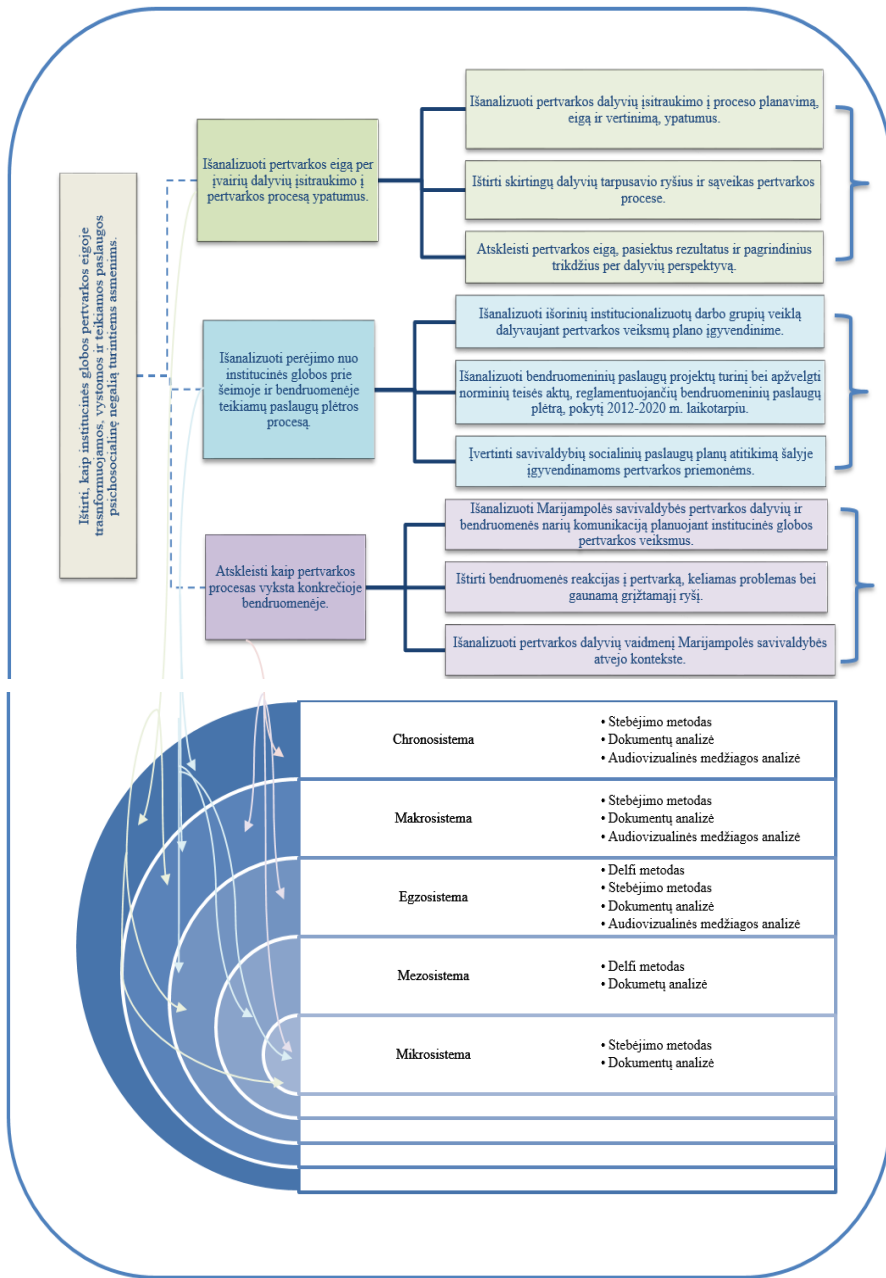 Ištirti, kaip institucinės globos pertvarkos eigoje
trasnformuojamos, vystomos ir teikiamos paslaugos
psichosocialinę negalią turintiems asmenims.
Išanalizuoti pertvarkos eigą per
įvairių dalyvių įsitraukimo į
pertvarkos procesą ypatumus.
Išanalizuoti pertvarkos dalyvių įsitraukimo į proceso planavimą,
eigą ir vertinimą, ypatumus.
Ištirti skirtingų dalyvių tarpusavio ryšius ir sąveikas pertvarkos
procese.
Atskleisti pertvarkos eigą, pasiektus rezultatus ir pagrindinius
trikdžius per dalyvių perspektyvą.
Išanalizuoti perėjimo nuo
institucinės globos prie
šeimoje ir bendruomenėje
teikiamų paslaugų plėtros
procesą.
Išanalizuoti išorinių institucionalizuotų darbo grupių veiklą
dalyvaujant pertvarkos veiksmų plano įgyvendinime.
Išanalizuoti bendruomeninių paslaugų projektų turinį bei apžvelgti
norminių teisės aktų, reglamentuojančių bendruomeninių paslaugų
plėtrą, pokytį 2012-2020 m. laikotarpiu.
Įvertinti savivaldybių socialinių paslaugų planų atitikimą šalyje
įgyvendinamoms pertvarkos priemonėms.
Atskleisti kaip pertvarkos
procesas vyksta konkrečioje
bendruomenėje.
Išanalizuoti Marijampolės savivaldybės pertvarkos dalyvių ir
bendruomenės narių komunikaciją planuojant institucinės globos
pertvarkos veiksmus.
Ištirti bendruomenės reakcijas į pertvarką, keliamas problemas bei
gaunamą grįžtamąjį ryšį.
Išanalizuoti pertvarkos dalyvių vaidmenį Marijampolės savivaldybės
atvejo kontekste.
Chronosistema
• Stebėjimo metodas
• Dokumentų analizė
• Audiovizualinės medžiagos analizė
Makrosistema
• Stebėjimo metodas
• Dokumentų analizė
• Audiovizualinės medžiagos analizė
Egzosistema
• Delfi metodas
• Stebėjimo metodas
• Dokumentų analizė
• Audiovizualinės medžiagos analizė
Mezosistema
• Delfi metodas
• Dokumetų analizė
Mikrosistema
• Stebėjimo metodas
• Dokumentų analizė